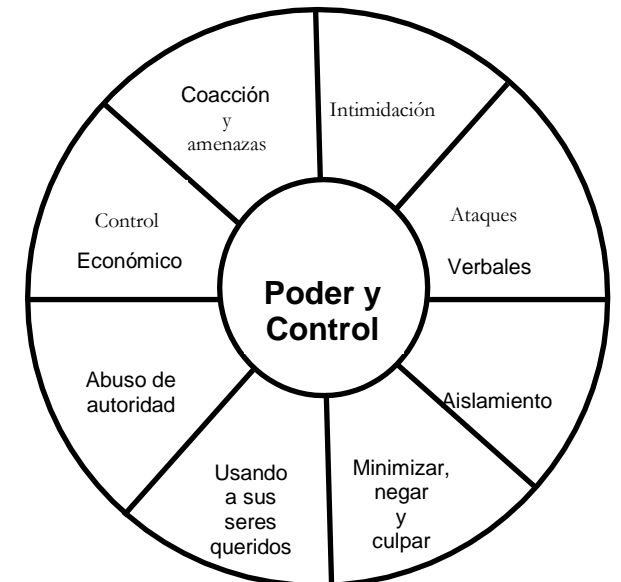 Coacción
y
amenazas
Intimidación
Ataques
Verbales
Aislamiento
Minimizar,
negar
y
culpar
Usando
a sus
seres
queridos
Abuso de
autoridad
Control
Económico
Poder y
Control